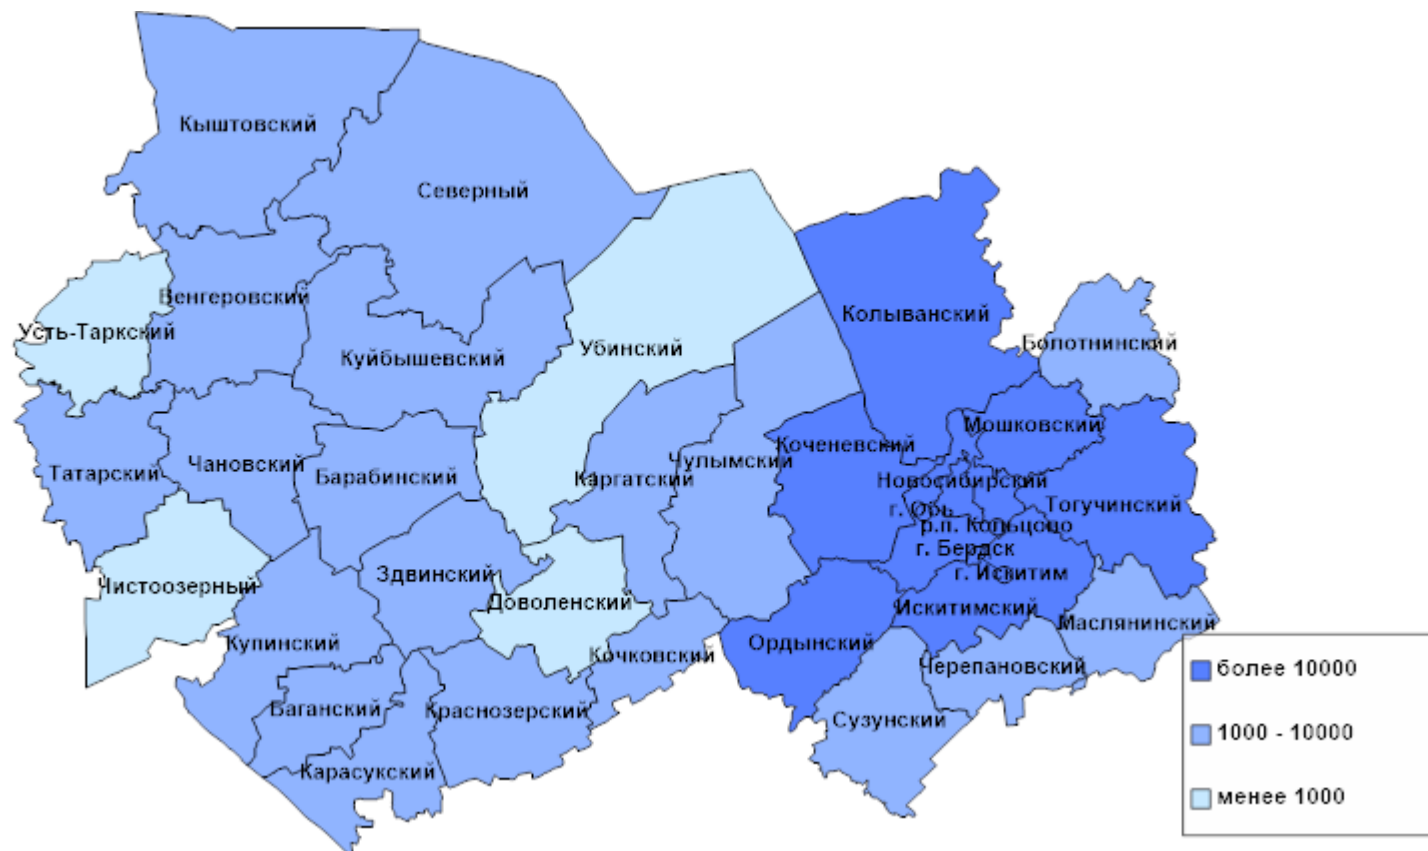 Кыштовский
Северный
Венгеровский
Усть-Таркский
Колыванский
Болотнинский
Куйбышевский
Убинский
Мошковский
Коченевский
Чановский
Чулымский
Татарский
Барабинский
Каргатский
Новосибирский
Тогучинский
г. Обь
р.п. Кольцово
г. Бердск
Здвинский
г. Искитим
Чистоозерный
Доволенский
Искитимский
Маслянинский
Купинский
Ордынский
Кочковский
Черепановский
более 10000
Баганский
Краснозерский
Сузунский
1000 - 10000
Карасукский
менее 1000